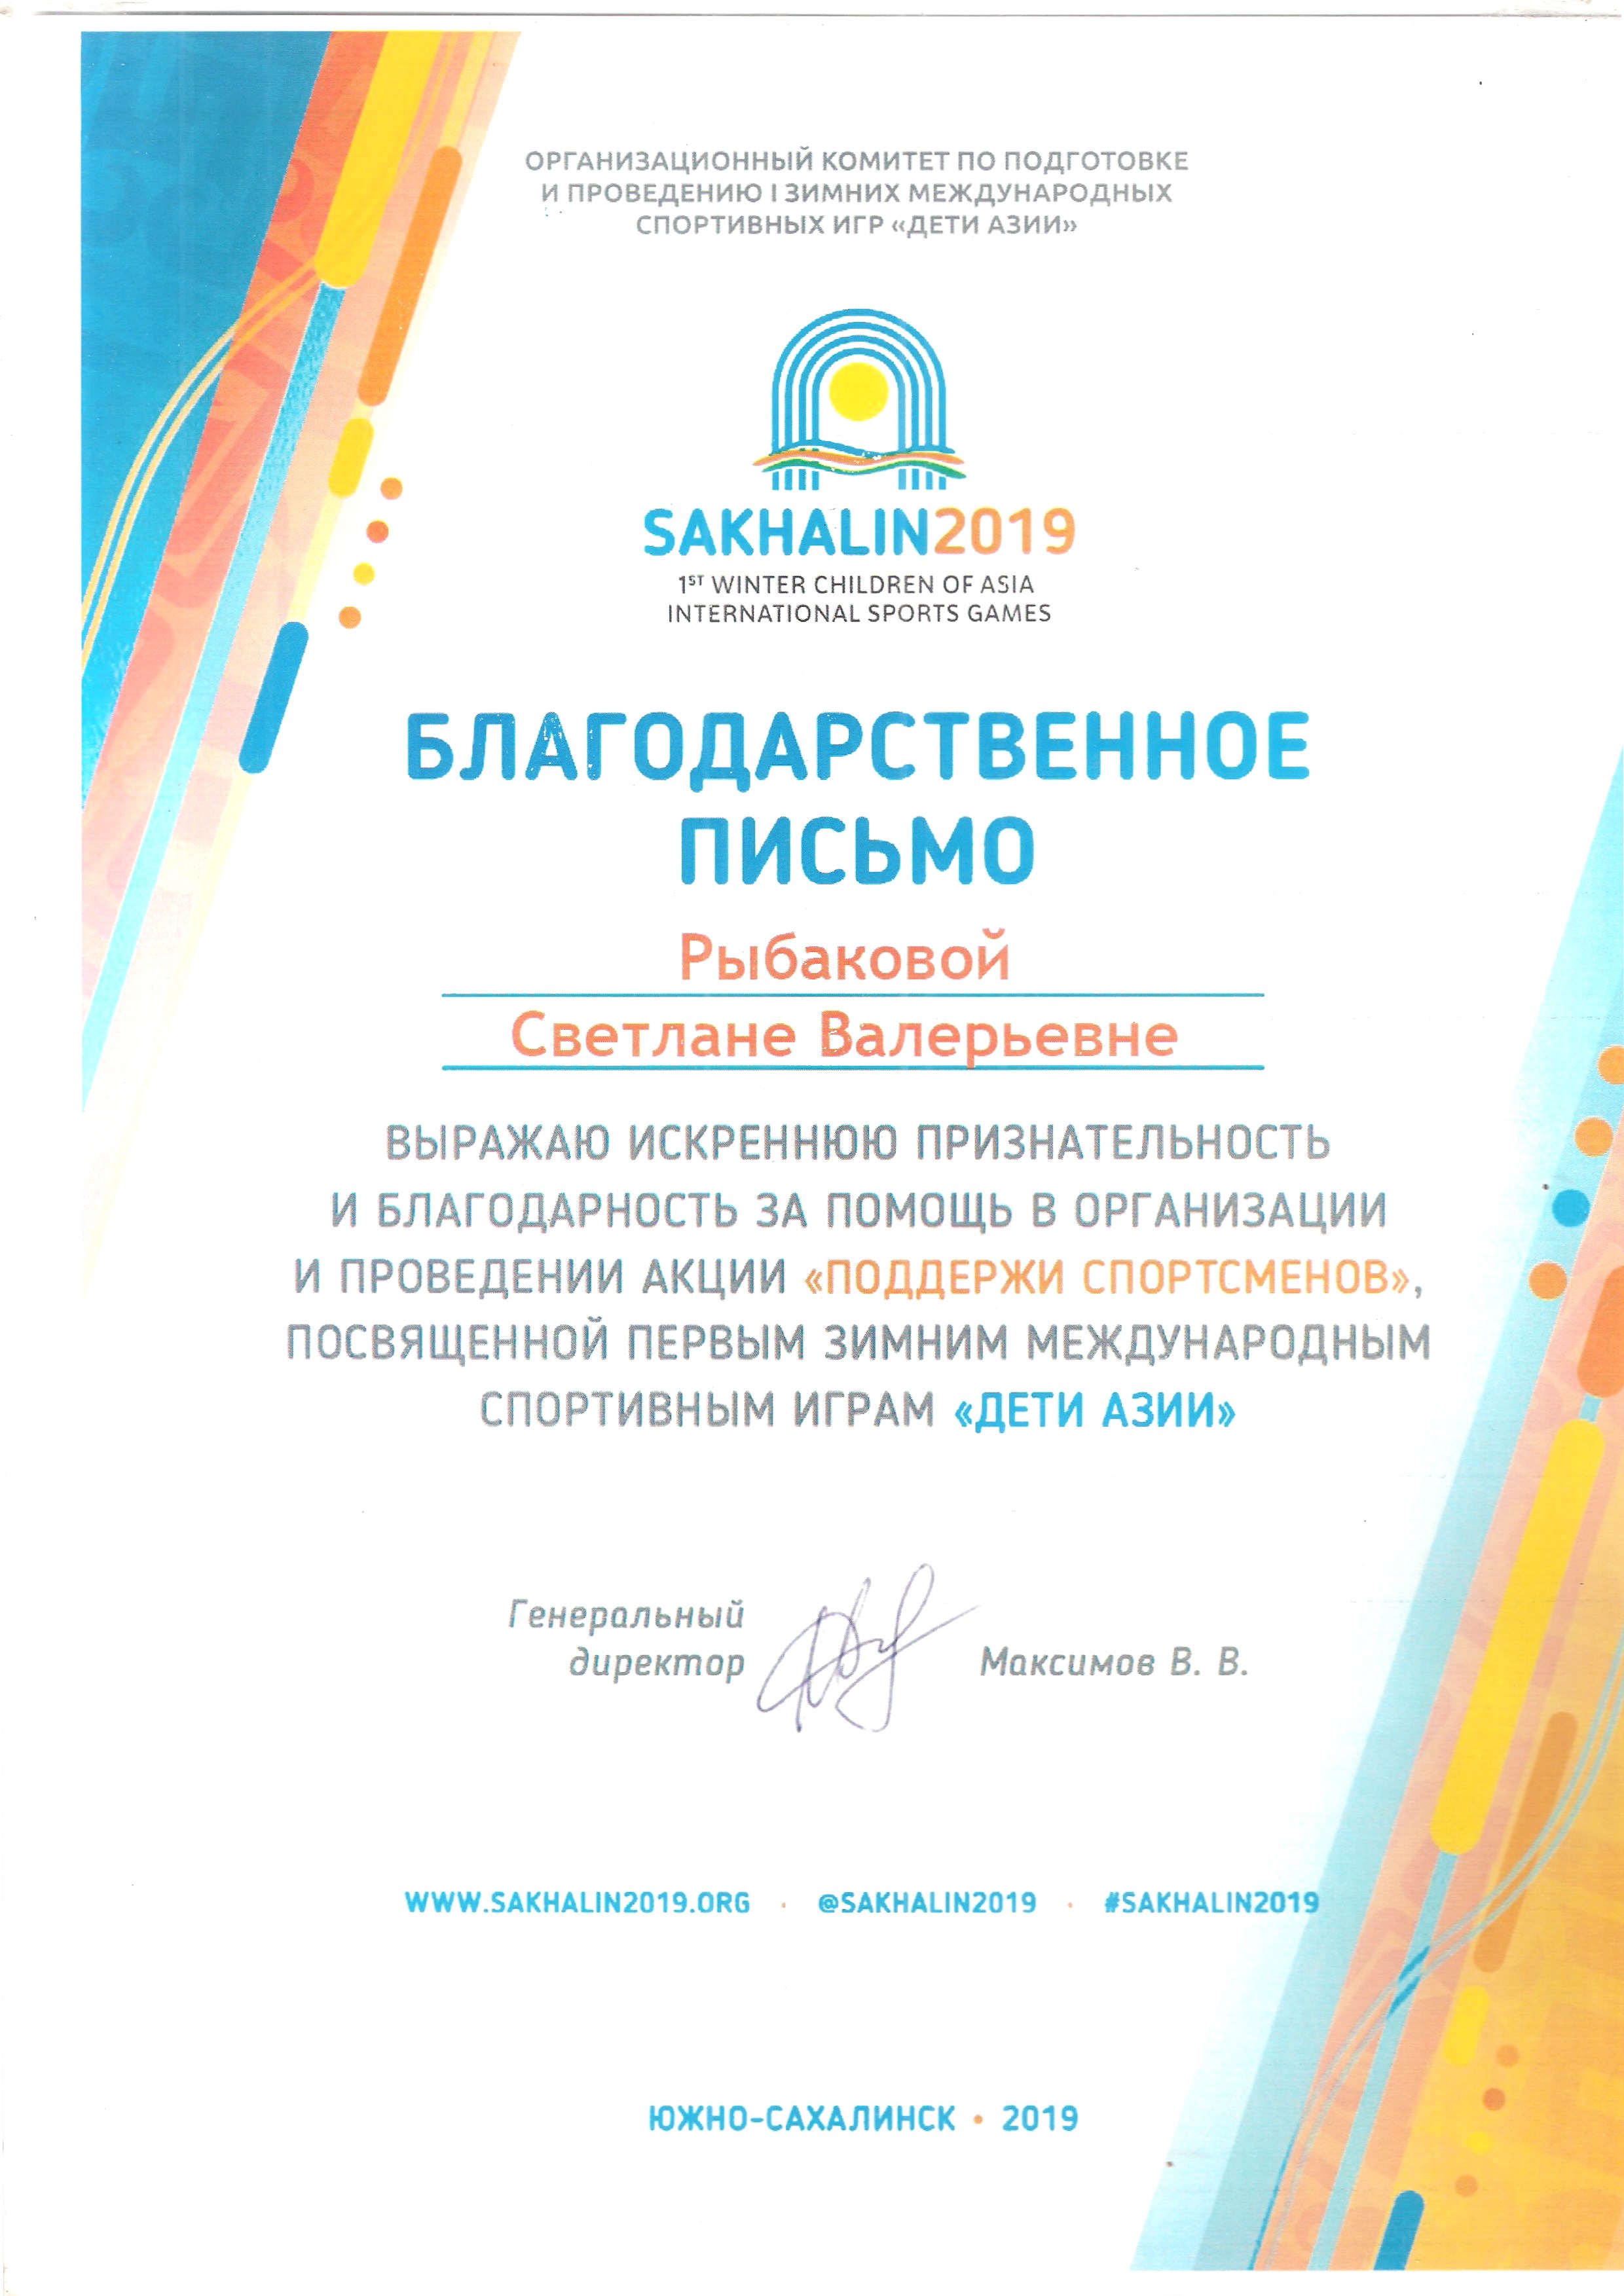 ОРГАНИЗАЦИОННЫЙ КОМИТЕТ ПО ПОДГОТОВКЕ
И ПРОВЕДЕНИЮ I ЗИМНИХ МЕЖДУНАРОДНЫХ
СПОРТИВНЫХ ИГР «ДЕТИ АЗИИ»
SAKHALIN2019
1ST WINTER CHILDREN OF ASIA
INTERNATIONAL SPORTS GAMES
БЛАГОДАРСТВЕННОЕ
ПИСЬМО
Рыбаковой
Светлане Валерьевне
ВЫРАЖАЮ ИСКРЕННЮЮ ПРИЗНАТЕЛЬНОСТЬ
И БЛАГОДАРНОСТЬ ЗА ПОМОЩЬ В ОРГАНИЗАЦИИ
И ПРОВЕДЕНИИ АКЦИИ «ПОДДЕРЖИ СПОРТСМЕНОВ»,
ПОСВЯЩЕННОЙ ПЕРВЫМ ЗИМНИМ МЕЖДУНАРОДНЫМ
СПОРТИВНЫМ ИГРАМ «ДЕТИ АЗИИ»
Генеральный
директор Максимов В. В.
WWW.SAKHALIN2019.ORG · @SAKHALIN2019 · #SAKHALIN2019
ЮЖНО-САХАЛИНСК • 2019